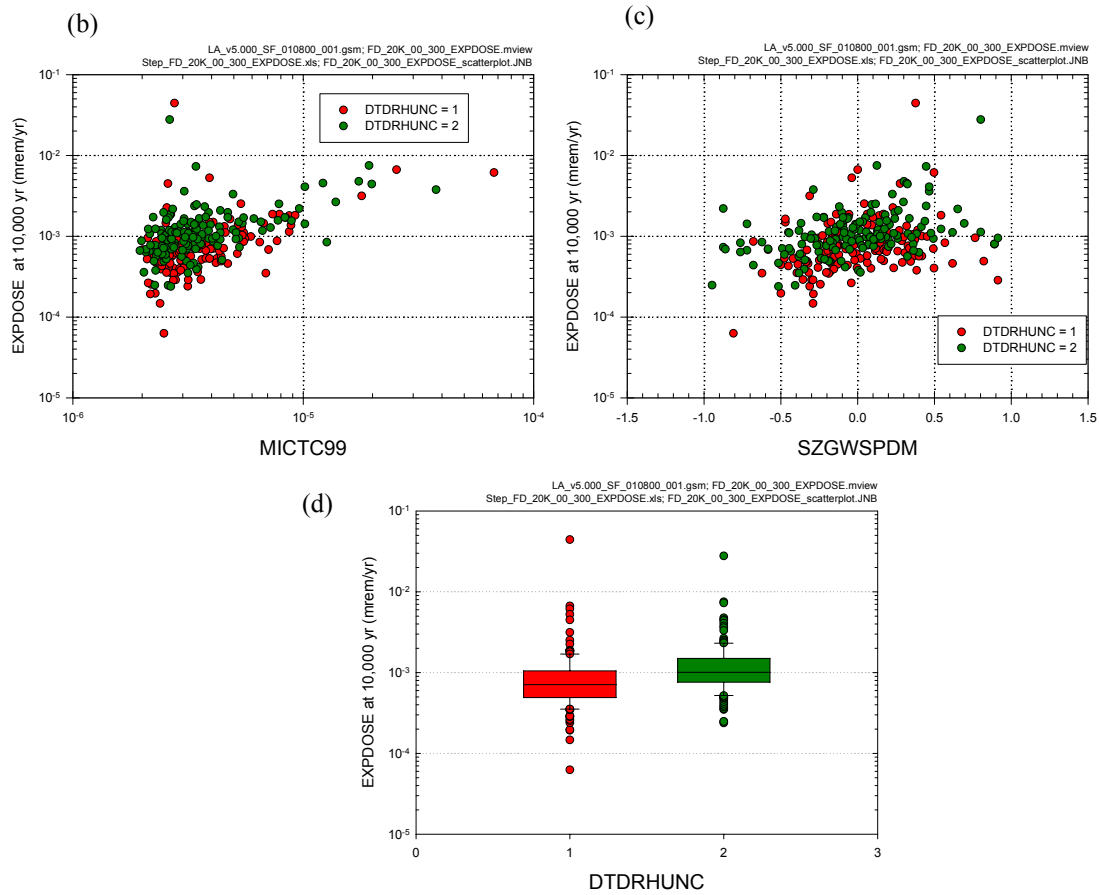 (b)
LA_v5.000_SF_010800_001.gsm; FD_20K_00_300_EXPDOSE.mview
Step_FD_20K_00_300_EXPDOSE.xls; FD_20K_00_300_EXPDOSE_scatterplot.JNB
EXPDOSE at 10,000 yr (mrem/yr)
10-1
10-2
10-3
10-4
10-5
DTDRHUNC = 1
DTDRHUNC = 2
10-6 10-5 10-4
MICTC99
(c)
LA_v5.000_SF_010800_001.gsm; FD_20K_00_300_EXPDOSE.mview
Step_FD_20K_00_300_EXPDOSE.xls; FD_20K_00_300_EXPDOSE_scatterplot.JNB
EXPDOSE at 10,000 yr (mrem/yr)
10-1
10-2
10-3
10-4
10-5
DTDRHUNC = 1
DTDRHUNC = 2
-1.5 -1.0 -0.5 0.0 0.5 1.0 1.5
SZGWSPDM
(d)
LA_v5.000_SF_010800_001.gsm; FD_20K_00_300_EXPDOSE.mview
Step_FD_20K_00_300_EXPDOSE.xls; FD_20K_00_300_EXPDOSE_scatterplot.JNB
EXPDOSE at 10,000 yr (mrem/yr)
10-1
10-2
10-3
10-4
10-5
0 1 2 3
DTDRHUNC